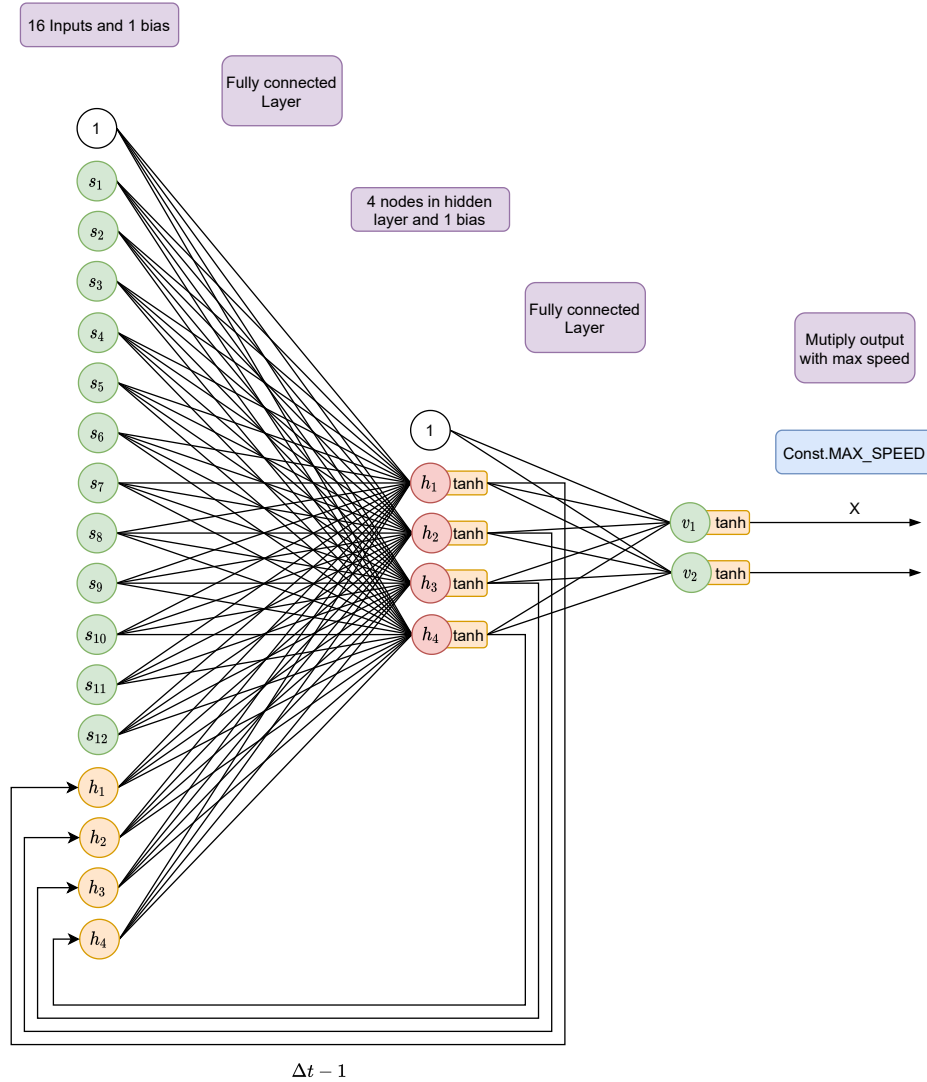 16 Inputs and 1 bias
Fully connected
Layer
4 nodes in hidden
layer and 1 bias
Fully connected
Layer
Mutiply output
with max speed
Const.MAX_SPEED
1
s₁
s₂
s₃
s₄
s₅
s₆
s₇
s₈
s₉
s₁₀
s₁₁
s₁₂
h₁
h₂
h₃
h₄
1
h₁ tanh
h₂ tanh
h₃ tanh
h₄ tanh
v₁ tanh
X
v₂ tanh
Δt − 1